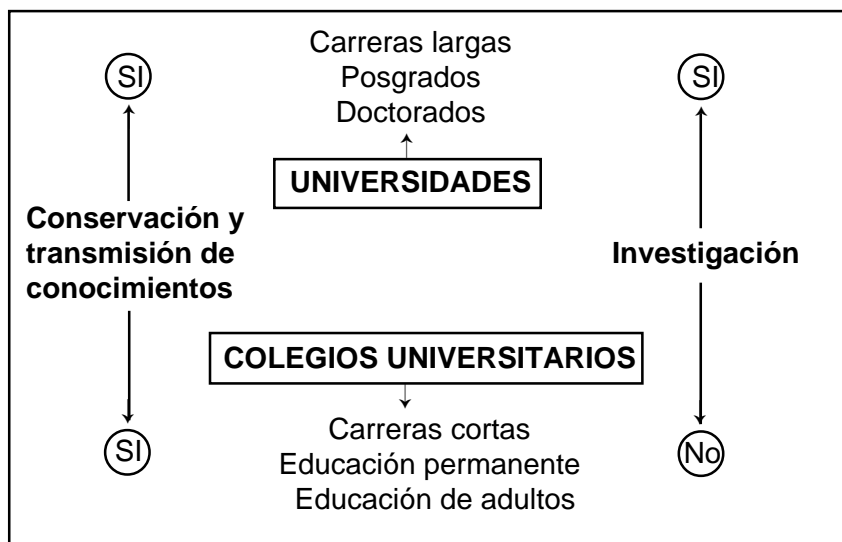 Carreras largas
Posgrados
Doctorados
SI
SI
UNIVERSIDADES
Conservación y
transmisión de
conocimientos
Investigación
COLEGIOS UNIVERSITARIOS
SI
No
Carreras cortas
Educación permanente
Educación de adultos